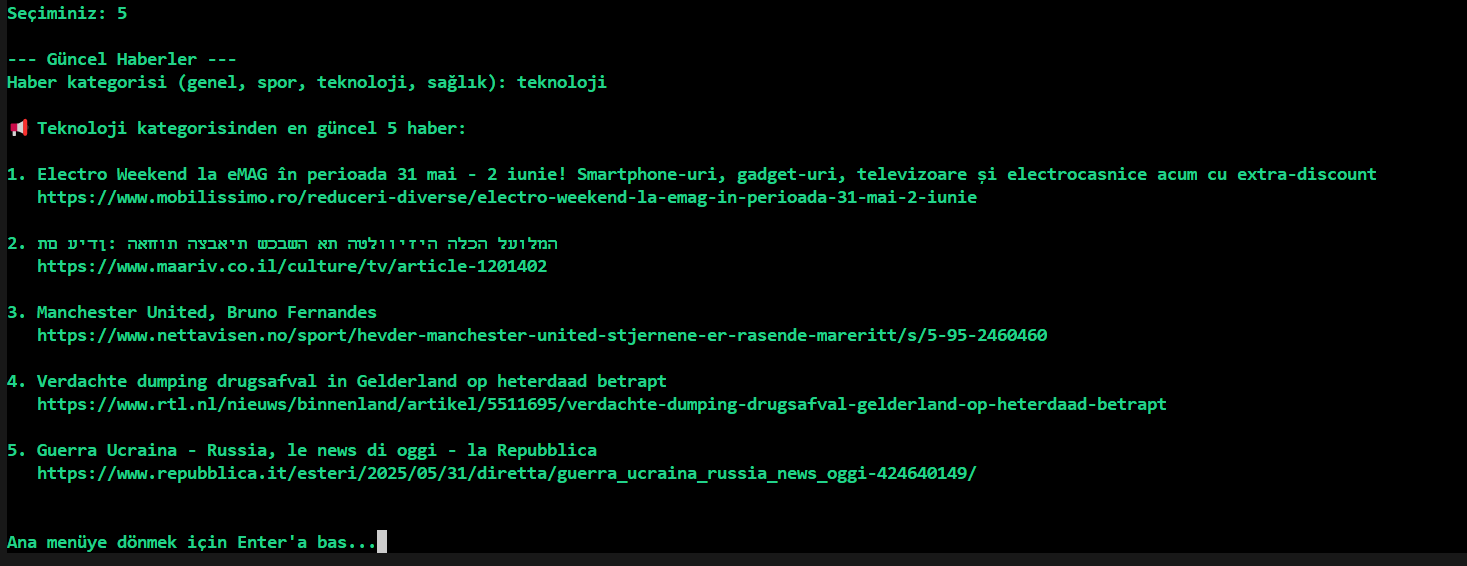 Seçiminiz: 5
--- Güncel Haberler ---
Haber kategorisi (genel, spor, teknoloji, sağlık): teknoloji
📢 Teknoloji kategorisinden en güncel 5 haber:
1. Electro Weekend la eMAG în perioada 31 mai - 2 iunie! Smartphone-uri, gadget-uri, televizoare și electrocasnice acum cu extra-discount
https://www.mobilissimo.ro/reduceri-diverse/electro-weekend-la-emag-in-perioada-31-mai-2-iunie
2. תם עידן: האחות הצבאית שכבשה את הטלוויזיה הלכה לעולמה
https://www.maariv.co.il/culture/tv/article-1201402
3. Manchester United, Bruno Fernandes
https://www.nettavisen.no/sport/hevder-manchester-united-stjernene-er-rasende-mareritt/s/5-95-2460460
4. Verdachte dumping drugsafval in Gelderland op heterdaad betrapt
https://www.rtl.nl/nieuws/binnenland/artikel/5511695/verdachte-dumping-drugsafval-gelderland-op-heterdaad-betrapt
5. Guerra Ucraina - Russia, le news di oggi - la Repubblica
https://www.repubblica.it/esteri/2025/05/31/diretta/guerra_ucraina_russia_news_oggi-424640149/
Ana menüye dönmek için Enter'a bas...